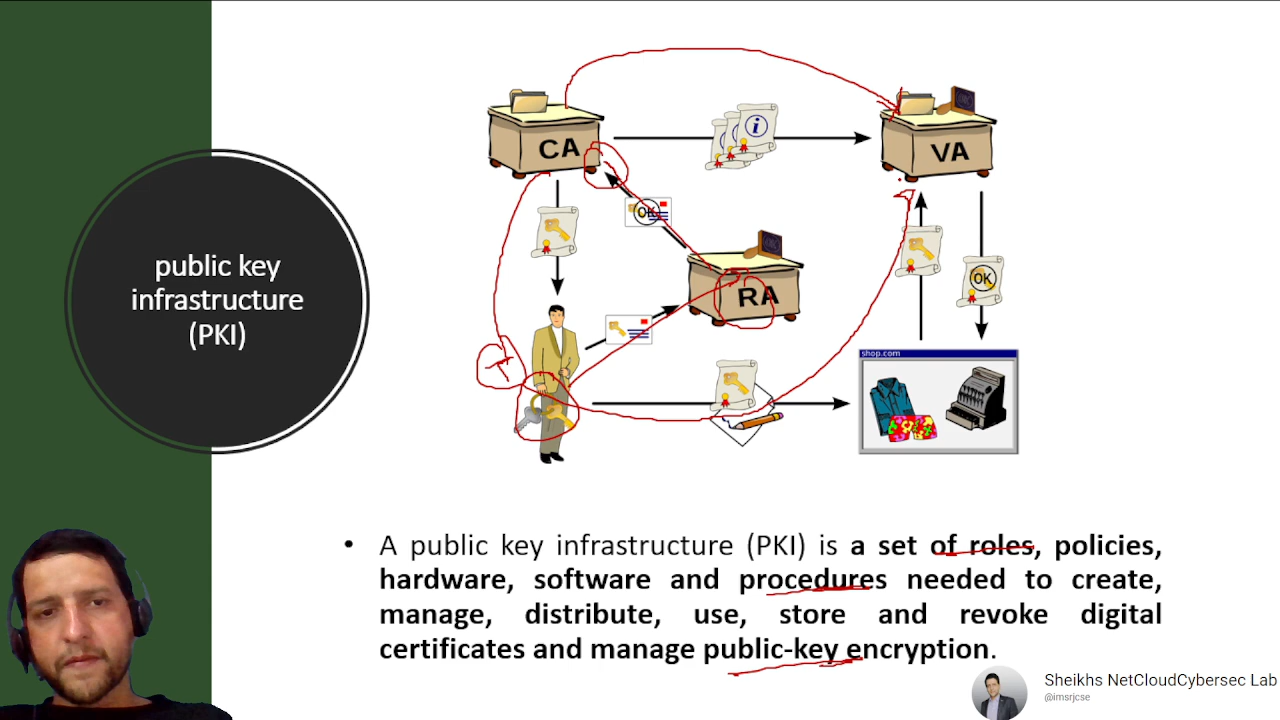 CA
i
VA
OK
RA
OK
public key
infrastructure
(PKI)
shop.com
• A public key infrastructure (PKI) is a set of roles, policies,
hardware, software and procedures needed to create,
manage, distribute, use, store and revoke digital
certificates and manage public-key encryption.
Sheikhs NetCloudCybersec Lab
@imsrjcse